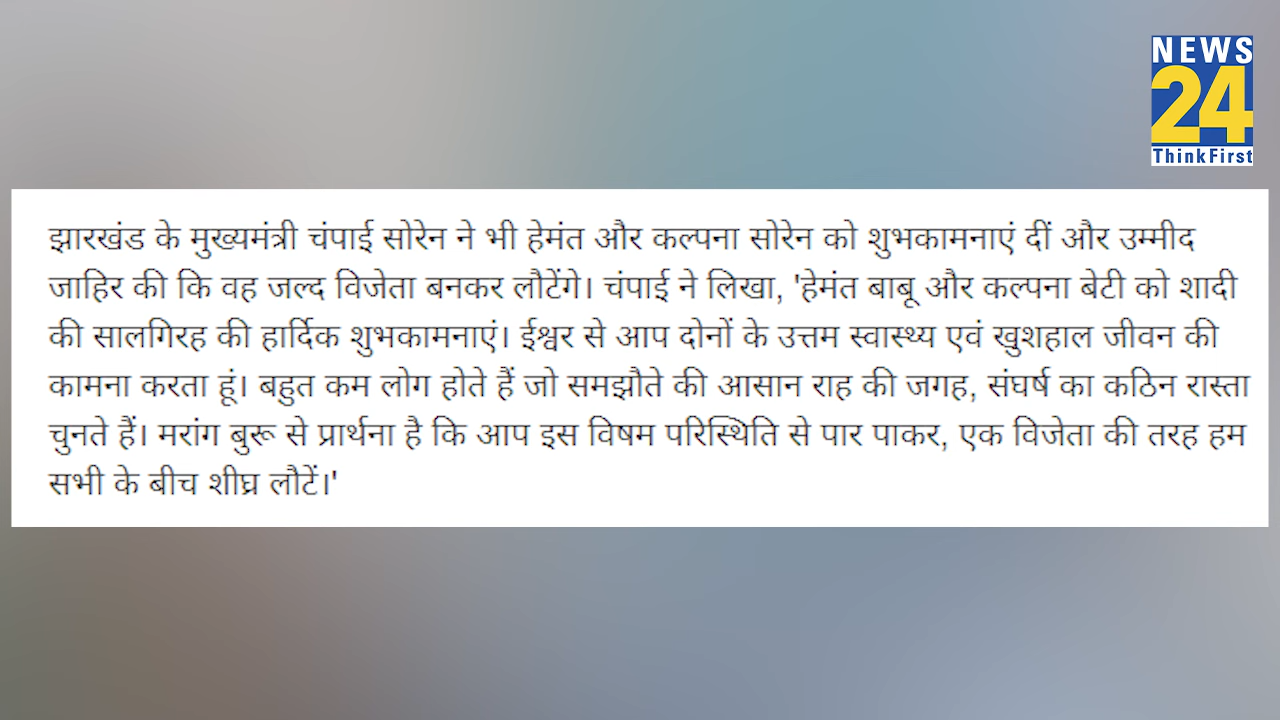 NEWS
24
ThinkFirst
झारखंड के मुख्यमंत्री चंपाई सोरेन ने भी हेमंत और कल्पना सोरेन को शुभकामनाएं दीं और उम्मीद
जाहिर की कि वह जल्द विजेता बनकर लौटेंगे। चंपाई ने लिखा, 'हेमंत बाबू और कल्पना बेटी को शादी
की सालगिरह की हार्दिक शुभकामनाएं। ईश्वर से आप दोनों के उत्तम स्वास्थ्य एवं खुशहाल जीवन की
कामना करता हूं। बहुत कम लोग होते हैं जो समझौते की आसान राह की जगह, संघर्ष का कठिन रास्ता
चुनते हैं। मरांग बुरू से प्रार्थना है कि आप इस विषम परिस्थिति से पार पाकर, एक विजेता की तरह हम
सभी के बीच शीघ्र लौटें।'